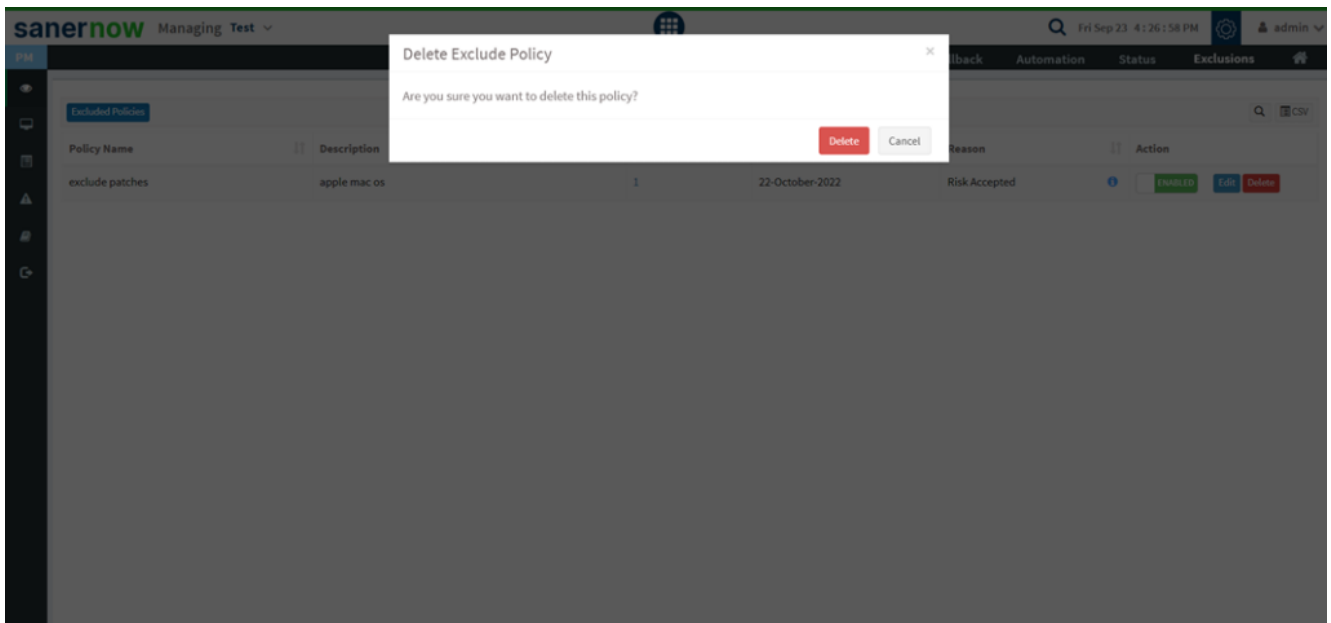 sanernow Managing Test Fri Sep 23 4:26:58 PM admin
PM Delete Exclude Policy × llback Automation Status Exclusions
Are you sure you want to delete this policy?
Excluded Policies CSV
Delete Cancel
Policy Name Description Reason Action
exclude patches apple mac os 1 22-October-2022 Risk Accepted ENABLED Edit Delete